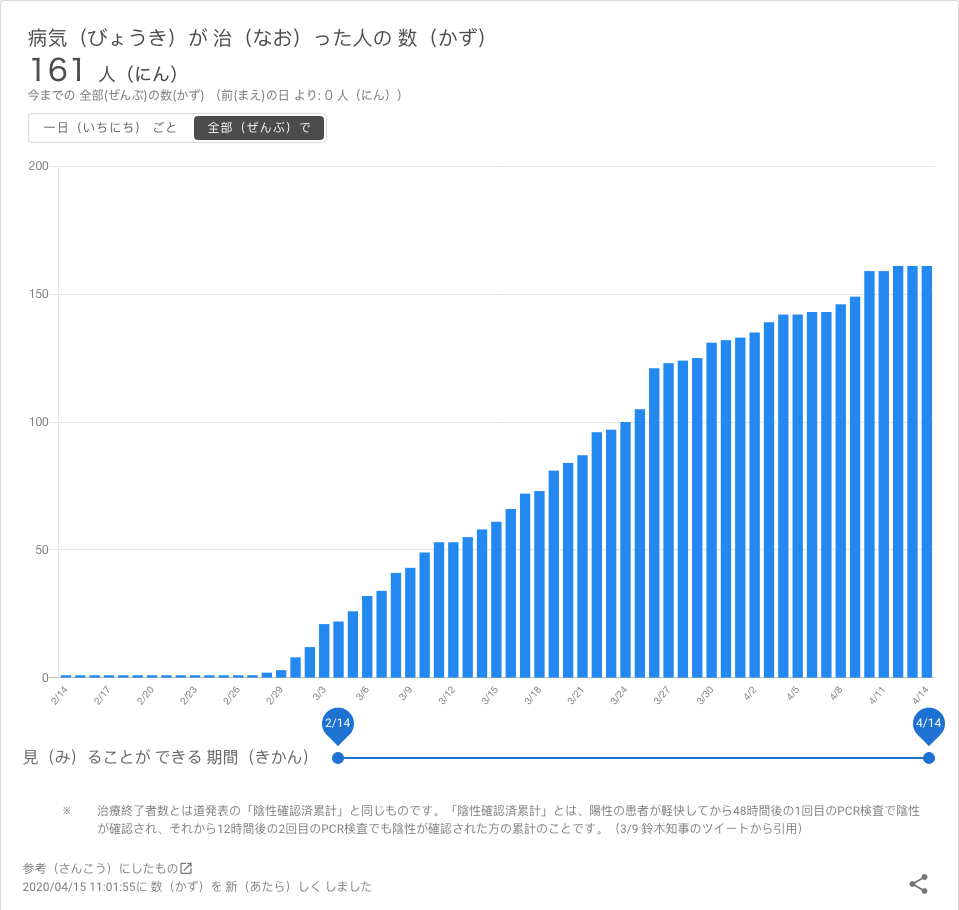 病気（びょうき）が 治（なお）った人の 数（かず）
161 人（にん）
今までの 全部(ぜんぶ)の数(かず) （前(まえ)の日 より: 0 人（にん））
一日（いちにち） ごと 全部（ぜんぶ）で
200
150
100
50
0
2/14 2/17 2/20 2/23 2/26 2/29 3/3 3/6 3/9 3/12 3/15 3/18 3/21 3/24 3/27 3/30 4/2 4/5 4/8 4/11 4/14
2/14 4/14
見（み）ることが できる 期間（きかん）
※ 治療終了者数とは道発表の「陰性確認済累計」と同じものです。「陰性確認済累計」とは、陽性の患者が軽快してから48時間後の1回目のPCR検査で陰性
が確認され、それから12時間後の2回目のPCR検査でも陰性が確認された方の累計のことです。（3/9 鈴木知事のツイートから引用）
参考（さんこう）にしたもの
2020/04/15 11:01:55に 数（かず）を 新（あたら）しく しました